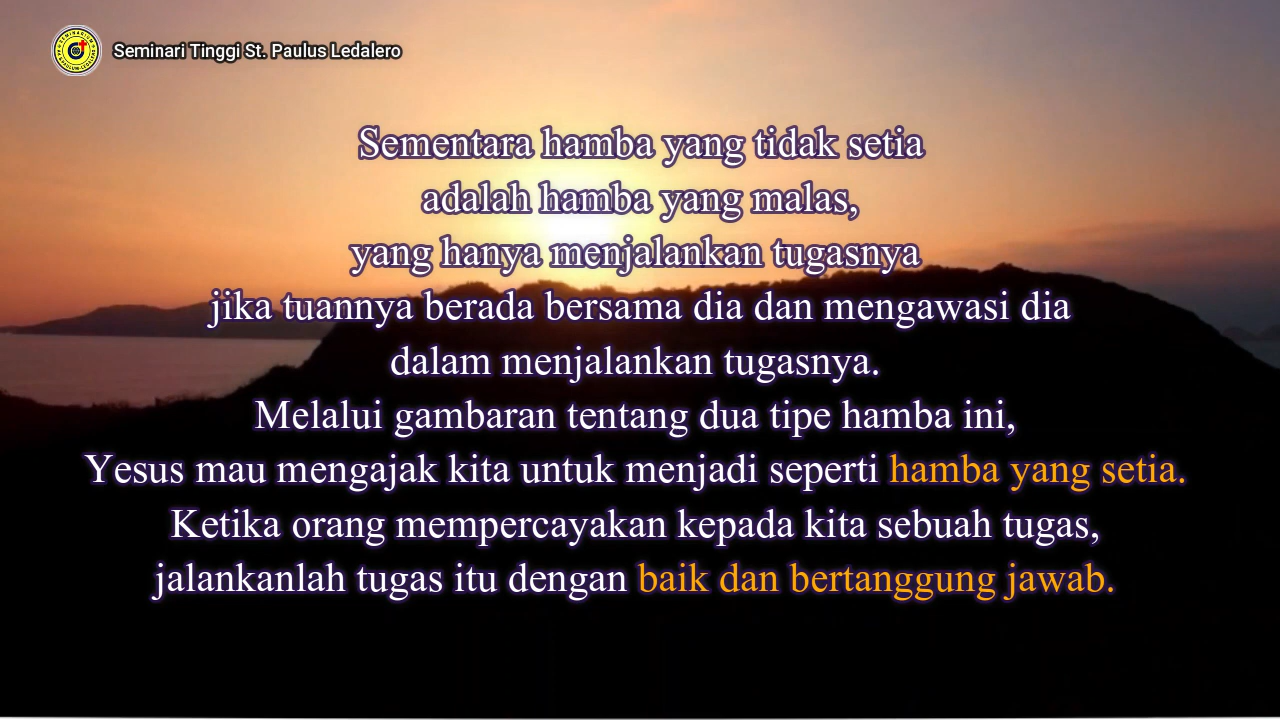 Seminari Tinggi St. Paulus Ledalero
Sementara hamba yang tidak setia
adalah hamba yang malas,
yang hanya menjalankan tugasnya
jika tuannya berada bersama dia dan mengawasi dia
dalam menjalankan tugasnya.
Melalui gambaran tentang dua tipe hamba ini,
Yesus mau mengajak kita untuk menjadi seperti hamba yang setia.
Ketika orang mempercayakan kepada kita sebuah tugas,
jalankanlah tugas itu dengan baik dan bertanggung jawab.